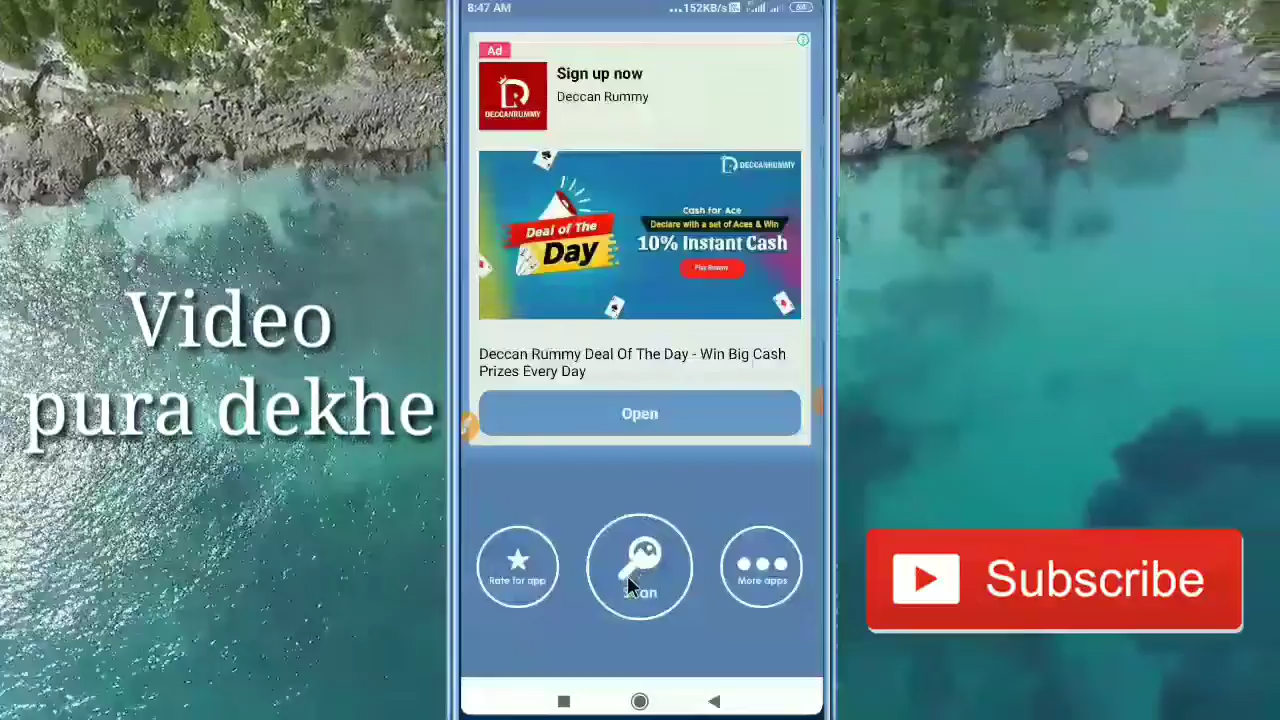 8:47 AM
...152KB/s
Ad
Sign up now
Deccan Rummy
DECCANRUMMY
DECCANRUMMY
Deal of The
Day
Cash for Ace
Declare with a set of Aces & Win
10% Instant Cash
Play Rummy
Deccan Rummy Deal Of The Day - Win Big Cash
Prizes Every Day
Open
Video
pura dekhe
Rate for app
More apps
Subscribe